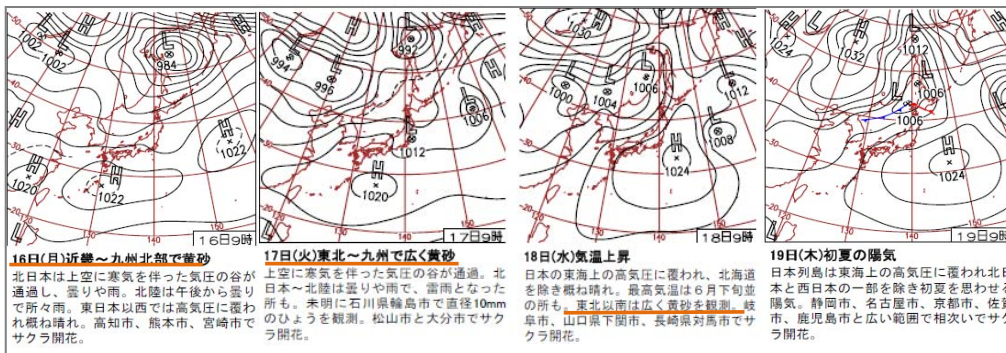 1002
1002
984
H
1022
H
1020
H
1022
L
130
140
150
16日9時
16日(月)近畿～九州北部で黄砂
北日本は上空に寒気を伴った気圧の谷が
通過し、曇りや雨。北陸は午後から曇り
で所々雨。東日本以西では高気圧に覆わ
れ概ね晴れ。高知市、熊本市、宮崎市で
サクラ開花。
994
L
996
L
992
H
L
1006
L
1012
H
1020
130
140
150
17日9時
17日(火)東北～九州で広く黄砂
上空に寒気を伴った気圧の谷が通過。北
日本～北陸は曇りや雨で、雷雨となった
所も。未明に石川県輪島市で直径10mm
のひょうを観測。松山市と大分市でサク
ラ開花。
H
1030
L
1000
L
1004
L
1006
H
L
1012
L
1008
H
1024
130
140
150
18日9時
18日(水)気温上昇
日本の東海上の高気圧に覆われ、北海道
を除き概ね晴れ。最高気温は6月下旬並
の所も。東北以南は広く黄砂を観測。岐
阜市、山口県下関市、長崎県対馬市でサ
クラ開花。
H
1024
H
1032
L
1012
L
1006
L
1006
H
1024
130
140
150
19日9時
19日(木)初夏の陽気
日本列島は東海上の高気圧に覆われ北日
本と西日本の一部を除き初夏を思わせる
陽気。静岡市、名古屋市、京都市、佐賀
市、鹿児島市と広い範囲で相次いでサク
ラ開花。